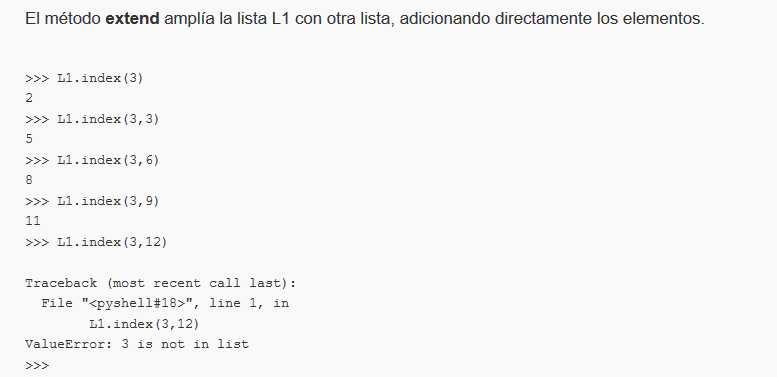 El método extend amplía la lista L1 con otra lista, adicionando directamente los elementos.
>>> L1.index(3)
2
>>> L1.index(3,3)
5
>>> L1.index(3,6)
8
>>> L1.index(3,9)
11
>>> L1.index(3,12)
Traceback (most recent call last):
  File "<pyshell#18>", line 1, in
        L1.index(3,12)
ValueError: 3 is not in list
>>>